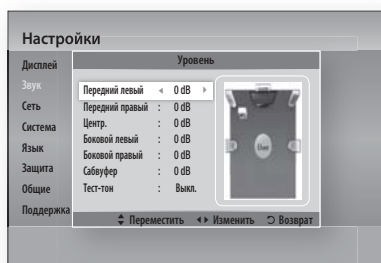 Настройки
Дисплей
Звук
Сеть
Система
Язык
Защита
Общие
Поддержка
Уровень
Передний левый ◄ 0 dB ►
Передний правый : 0 dB
Центр. : 0 dB
Боковой левый : 0 dB
Боковой правый : 0 dB
Сабвуфер : 0 dB
Тест-тон : Выкл.
Переместить Изменить Возврат